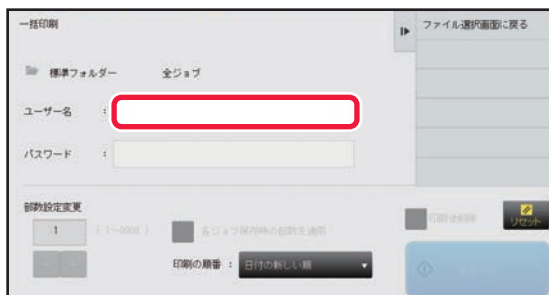 一括印刷
ファイル選択画面に戻る
標準フォルダー 全ジョブ
ユーザー名 :
パスワード :
部数設定変更
1 (1~9999)
各ジョブ保存時の部数を適用
印刷後削除
リセット
印刷の順番 : 日付の新しい順